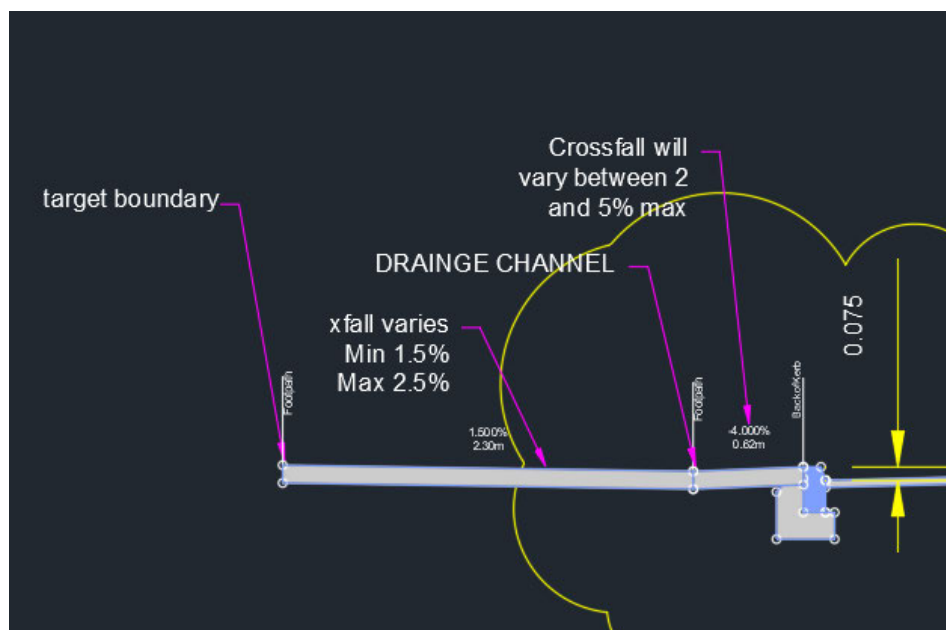 Crossfall will
vary between 2
and 5% max
target boundary
DRAINGE CHANNEL
xfall varies
Min 1.5%
Max 2.5%
0.075
Footpath
Footpath
BackofKerb
1.500%
2.30m
-4.000%
0.62m